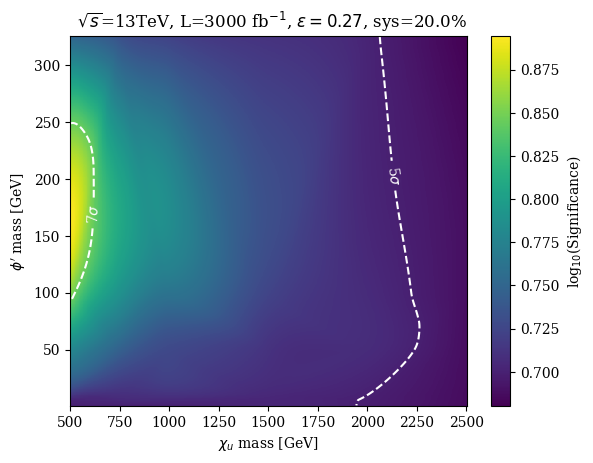 √s=13TeV, L=3000 fb⁻¹, ε = 0.27, sys=20.0%
ϕ′ mass [GeV]
300
250
200
150
100
50
7σ
5σ
500 750 1000 1250 1500 1750 2000 2250 2500
χᵤ mass [GeV]
0.875
0.850
0.825
0.800
0.775
0.750
0.725
0.700
log₁₀(Significance)